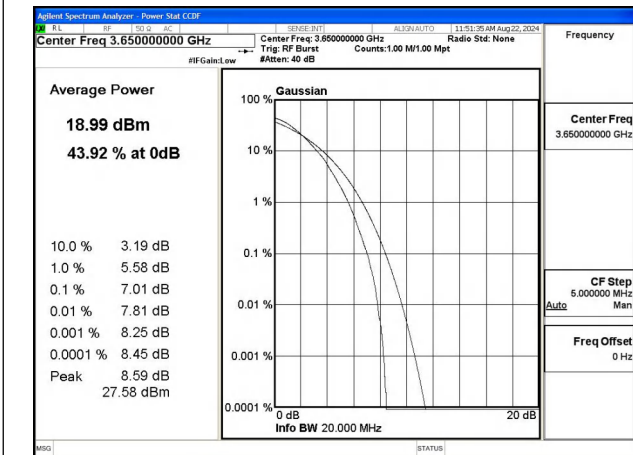 Agilent Spectrum Analyzer - Power Stat CCDF
RL RF 50 Ω AC SENSE:INT ALIGNAUTO 11:51:35 AM Aug 22, 2024
Center Freq 3.650000000 GHz
Center Freq: 3.650000000 GHz Radio Std: None
Trig: RF Burst Counts:1.00 M/1.00 Mpt
#IFGain:Low #Atten: 40 dB
Frequency
Average Power
18.99 dBm
43.92 % at 0dB
10.0 % 3.19 dB
1.0 % 5.58 dB
0.1 % 7.01 dB
0.01 % 7.81 dB
0.001 % 8.25 dB
0.0001 % 8.45 dB
Peak 8.59 dB
27.58 dBm
Gaussian
100 %
10 %
1 %
0.1 %
0.01 %
0.001 %
0.0001 %
0 dB 20 dB
Info BW 20.000 MHz
Center Freq
3.650000000 GHz
CF Step
5.000000 MHz
Auto Man
Freq Offset
0 Hz
MSG STATUS